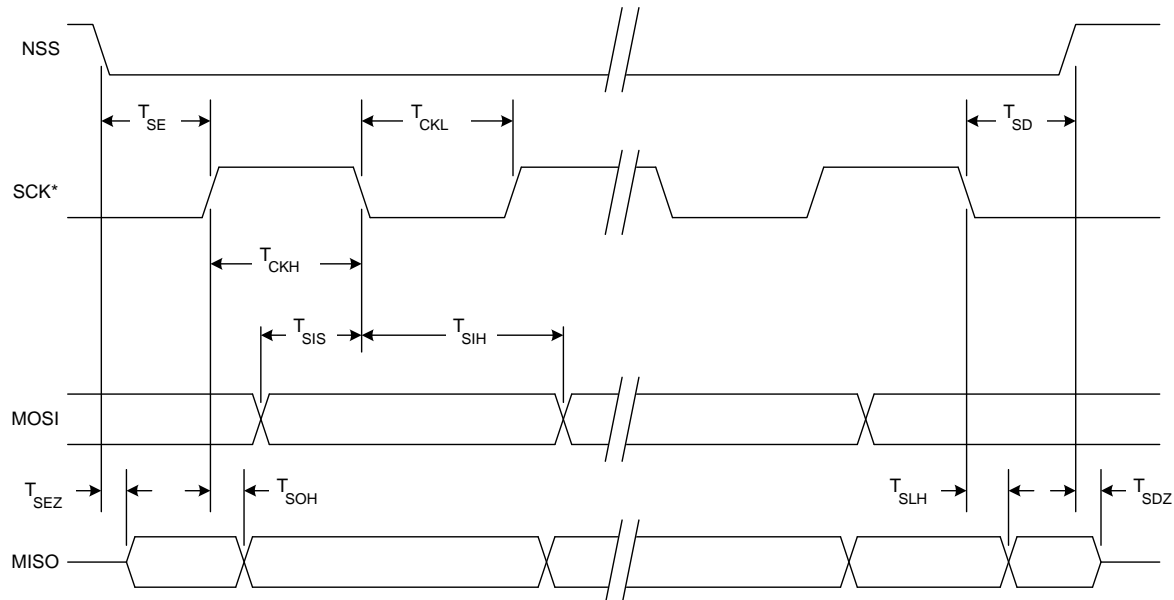 NSS
T_SE
T_CKL
T_SD
SCK*
T_CKH
T_SIS
T_SIH
MOSI
T_SEZ
T_SOH
T_SLH
T_SDZ
MISO